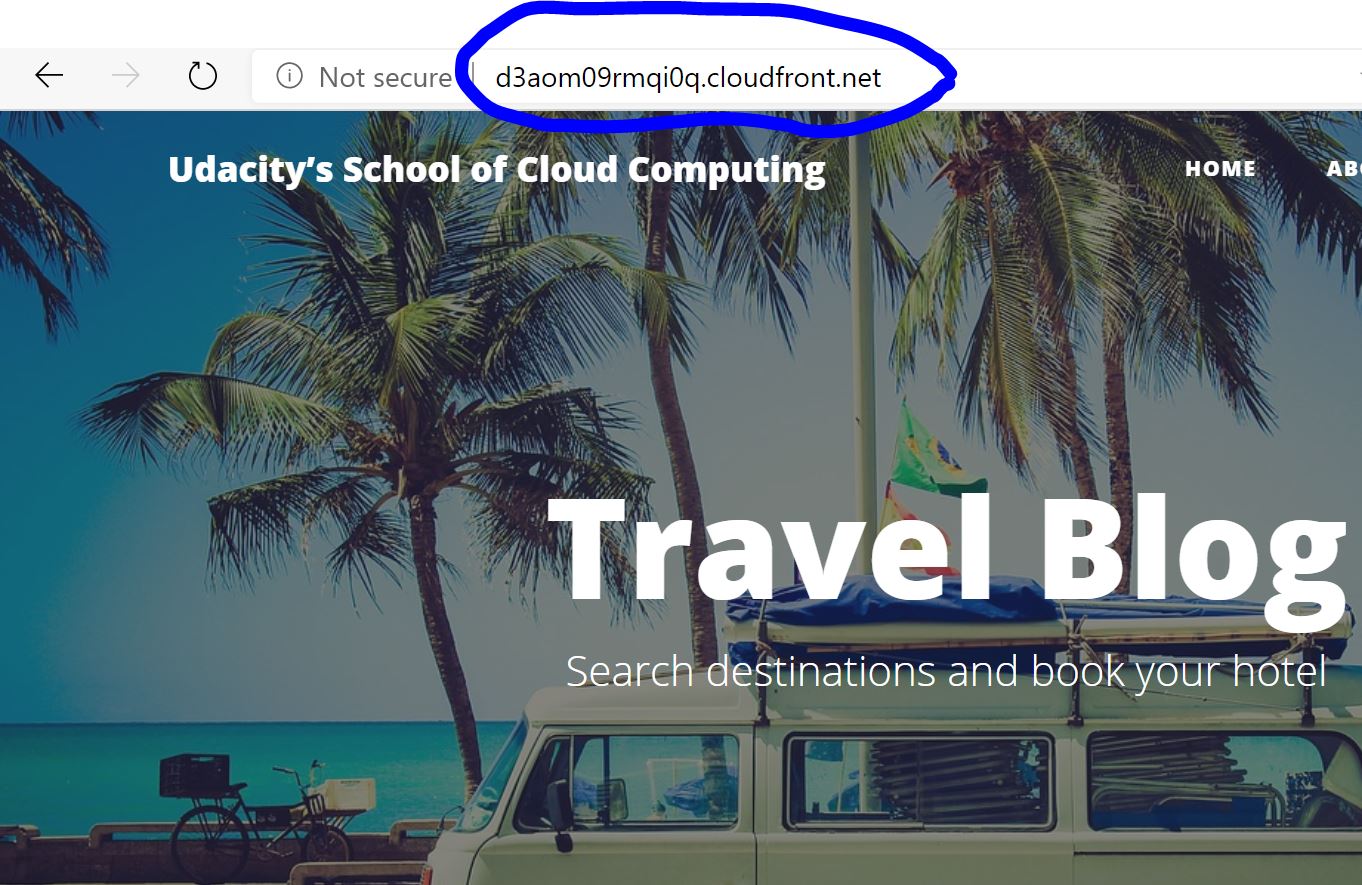 Not secure d3aom09rmqi0q.cloudfront.net
Udacity’s School of Cloud Computing HOME
Travel Blog
Search destinations and book your hotel